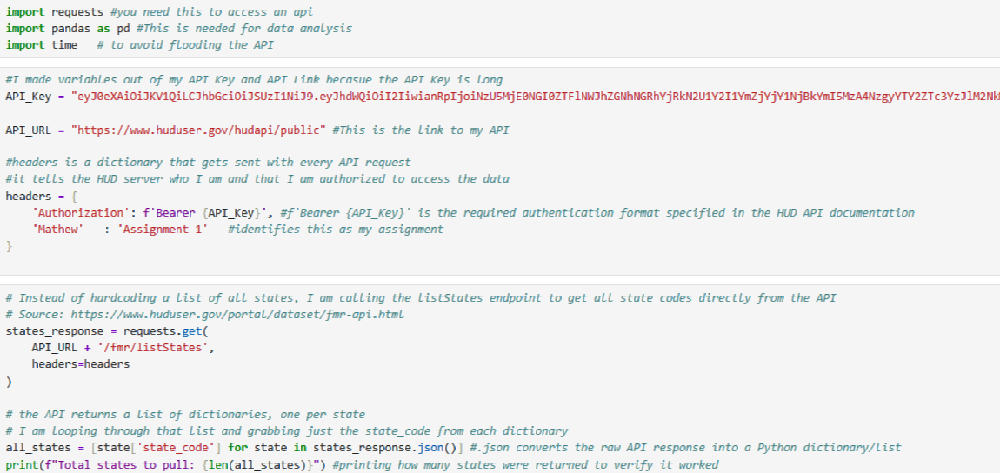 import requests #you need this to access an api
import pandas as pd #This is needed for data analysis
import time   # to avoid flooding the API
#I made variables out of my API Key and API Link becasue the API Key is long
API_Key = "eyJ0eXAiOiJKV1QiLCJhbGciOiJSUzI1NiJ9.eyJhdWQiOiI2IiwianRpIjoiNzU5MjE0NGI0ZTFlNWJhZGNhNGRhYjRkN2U1Y2I1YmZjYjY1NjBkYmI5MzA4NzgyYTY2ZTc3YzJlM2Nk
API_URL = "https://www.huduser.gov/hudapi/public" #This is the link to my API
#headers is a dictionary that gets sent with every API request
#it tells the HUD server who I am and that I am authorized to access the data
headers = {
    'Authorization': f'Bearer {API_Key}', #f'Bearer {API_Key}' is the required authentication format specified in the HUD API documentation
    'Mathew'   : 'Assignment 1'   #identifies this as my assignment
}
# Instead of hardcoding a list of all states, I am calling the listStates endpoint to get all state codes directly from the API
# Source: https://www.huduser.gov/portal/dataset/fmr-api.html
states_response = requests.get(
    API_URL + '/fmr/listStates',
    headers=headers
)
# the API returns a list of dictionaries, one per state
# I am looping through that list and grabbing just the state_code from each dictionary
all_states = [state['state_code'] for state in states_response.json()] #.json converts the raw API response into a Python dictionary/list
print(f"Total states to pull: {len(all_states)}") #printing how many states were returned to verify it worked